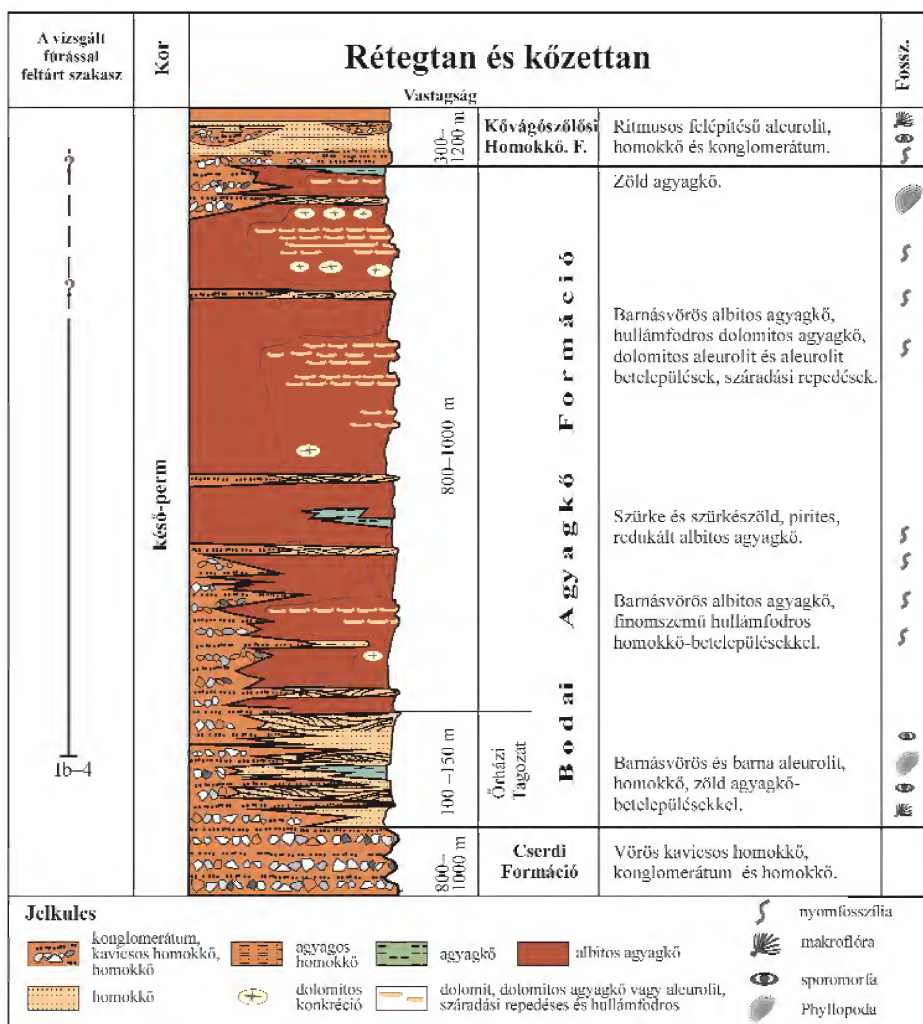 A vizsgált
fúrással
feltárt szakasz
Kor
Rétegtan és kőzettan
Vastagság
Fossz.
300–
1200 m
Kővágószőlősi
Homokkő. F.
Ritmusos felépítésű aleurolit,
homokkő és konglomerátum.
?
?
Ib–4
késő-perm
800–1000 m
Bodai Agyagkő Formáció
Zöld agyagkő.
Barnásvörös albitos agyagkő,
hullámfodros dolomitos agyagkő,
dolomitos aleurolit és aleurolit
betelepülések, száradási repedések.
Szürke és szürkészöld, pirites,
redukált albitos agyagkő.
Barnásvörös albitos agyagkő,
finomszemű hullámfodros
homokkő-betelepülésekkel.
100–150 m
Őrházi
Tagozat
Barnásvörös és barna aleurolit,
homokkő, zöld agyagkő-
betelepülésekkel.
800–
1000 m
Cserdi
Formáció
Vörös kavicsos homokkő,
konglomerátum és homokkő.
Jelkulcs
konglomerátum,
kavicsos homokkő,
homokkő
agyagos
homokkő
agyagkő
albitos agyagkő
homokkő
dolomitos
konkréció
dolomit, dolomitos agyagkő vagy aleurolit,
száradási repedéses és hullámfodros
nyomfosszília
makroflóra
sporomorfa
Phyllopoda